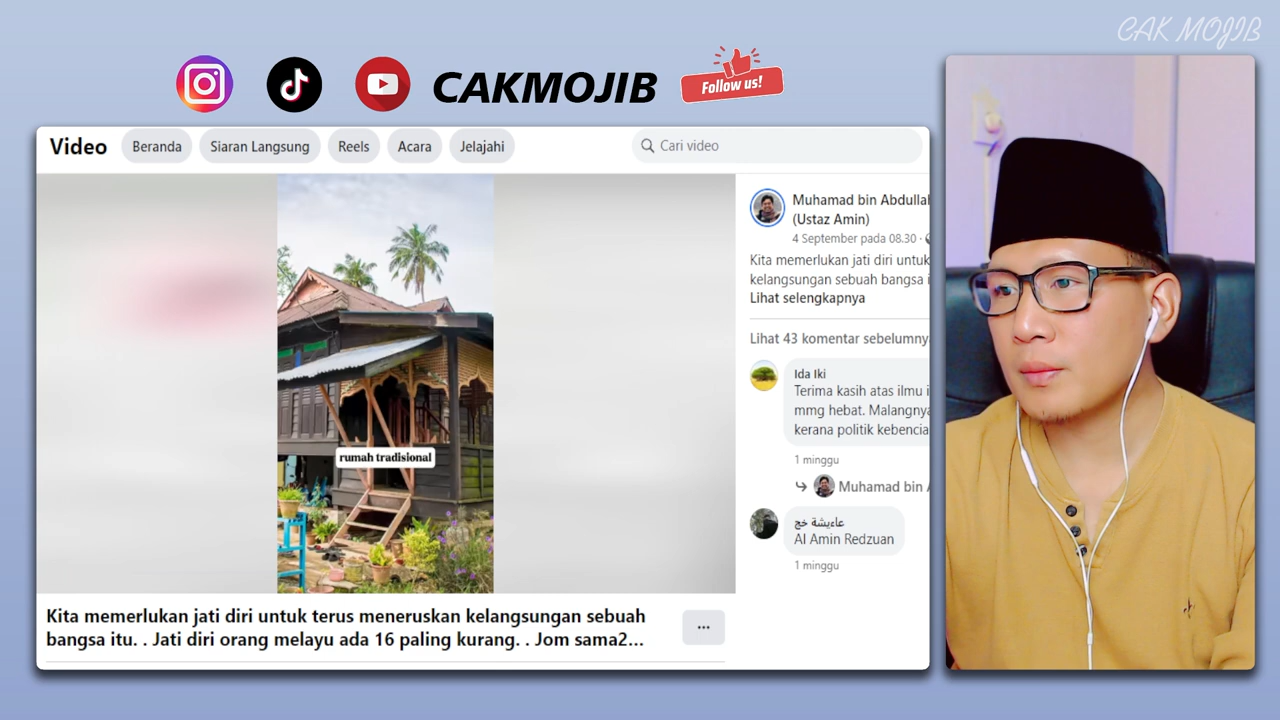 CAK MOJIB
CAKMOJIB
Follow us!
Video
Beranda
Siaran Langsung
Reels
Acara
Jelajahi
Cari video
rumah tradisional
Kita memerlukan jati diri untuk terus meneruskan kelangsungan sebuah
bangsa itu. . Jati diri orang melayu ada 16 paling kurang. . Jom sama2...
...
Muhamad bin Abdullah
(Ustaz Amin)
4 September pada 08.30 ·
Kita memerlukan jati diri untuk
kelangsungan sebuah bangsa i
Lihat selengkapnya
Lihat 43 komentar sebelumny
Ida Iki
Terima kasih atas ilmu i
mmg hebat. Malangnya
kerana politik kebencia
1 minggu
Muhamad bin A
عاءيشة خج
Al Amin Redzuan
1 minggu